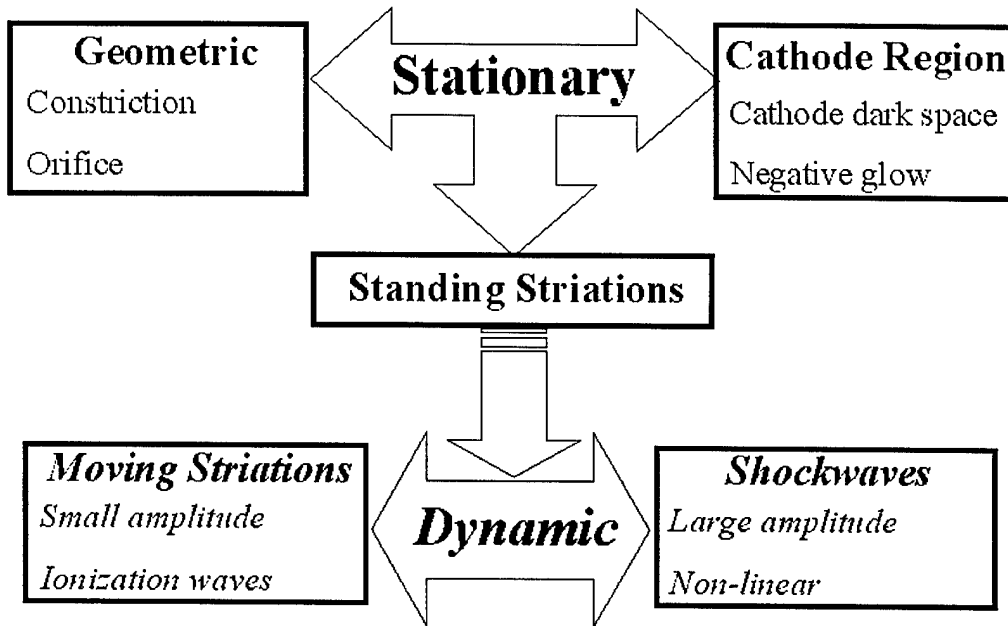 Geometric
Constriction
Orifice
Stationary
Cathode Region
Cathode dark space
Negative glow
Standing Striations
Moving Striations
Small amplitude
Ionization waves
Dynamic
Shockwaves
Large amplitude
Non-linear